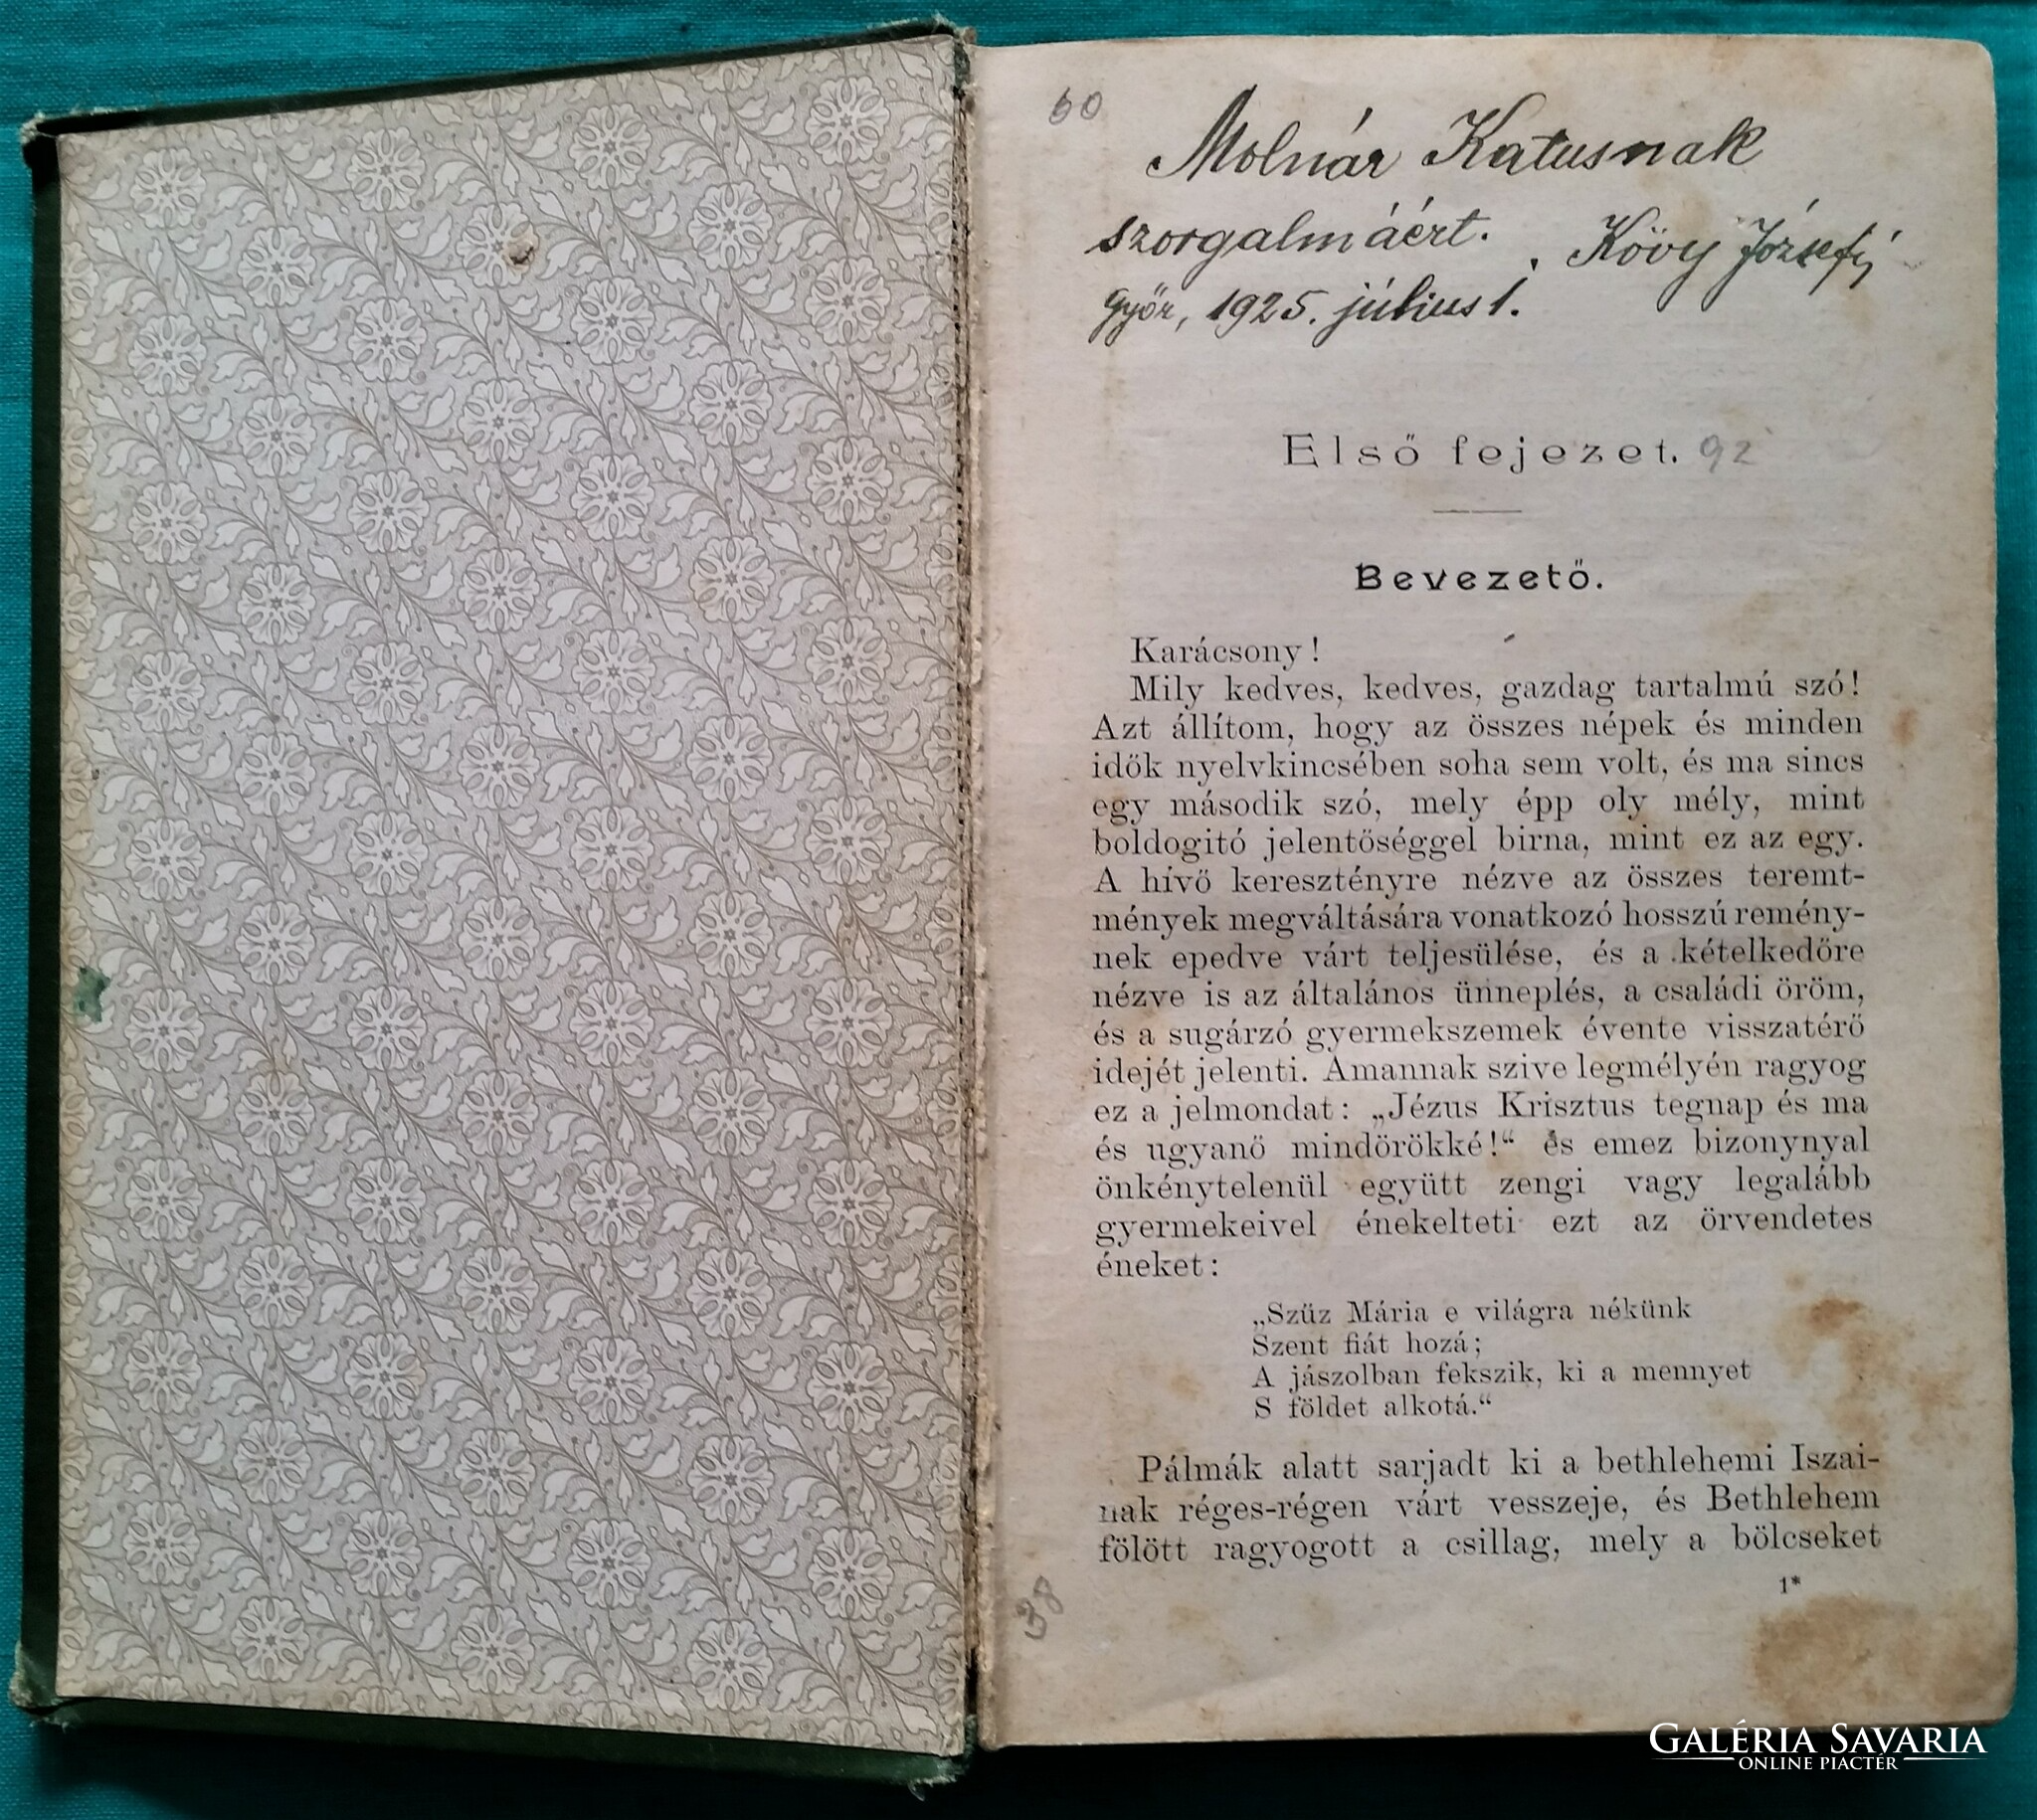 60
Molnár Katusnak
szorgalmáért. Kövy József
Győr, 1925. július 1.
Első fejezet. 92
Bevezető.
Karácsony!
Mily kedves, kedves, gazdag tartalmú szó!
Azt állítom, hogy az összes népek és minden
idők nyelvkincsében soha sem volt, és ma sincs
egy második szó, mely épp oly mély, mint
boldogitó jelentőséggel birna, mint ez az egy.
A hívő keresztényre nézve az összes teremt-
mények megváltására vonatkozó hosszú remény-
nek epedve várt teljesülése, és a kételkedőre
nézve is az általános ünneplés, a családi öröm,
és a sugárzó gyermekszemek évente visszatérő
idejét jelenti. Amannak szive legmélyén ragyog
ez a jelmondat: „Jézus Krisztus tegnap és ma
és ugyanő mindörökké!“ és emez bizonynyal
önkénytelenül együtt zengi vagy legalább
gyermekeivel énekelteti ezt az örvendetes
éneket:
„Szűz Mária e világra nékünk
Szent fiát hozá;
A jászolban fekszik, ki a mennyet
S földet alkotá.“
Pálmák alatt sarjadt ki a bethlehemi Iszai-
nak réges-régen várt vesszeje, és Bethlehem
fölött ragyogott a csillag, mely a bölcseket
1*
38
GALÉRIA SAVARIA
ONLINE PIACTÉR